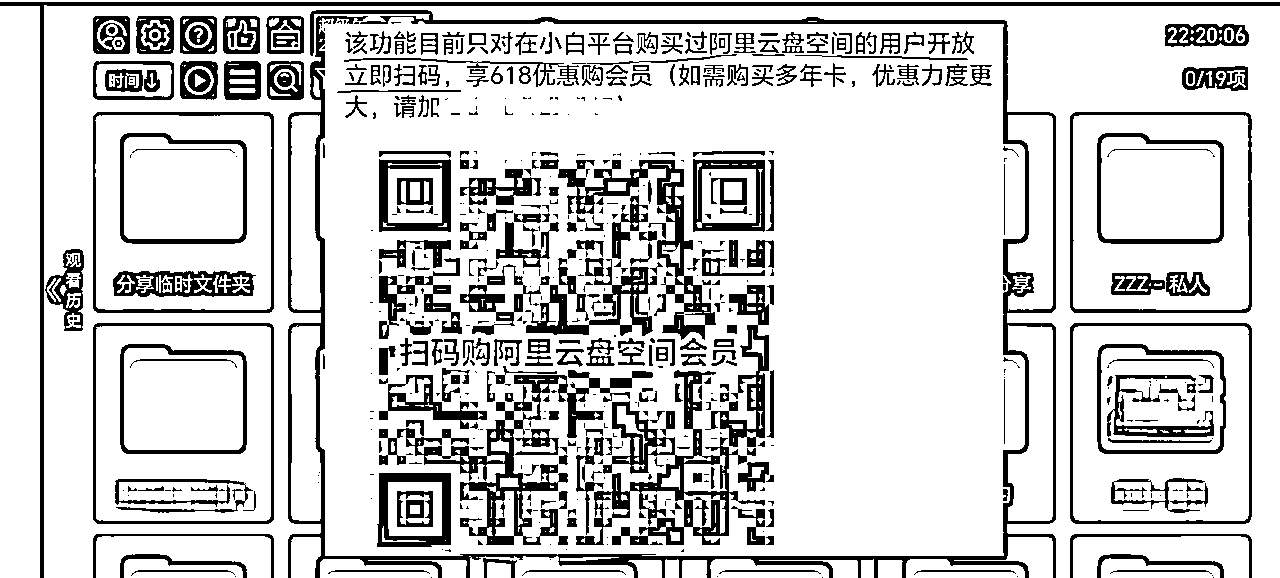 22:20:06
时间↓
0/19项
该功能目前只对在小白平台购买过阿里云盘空间的用户开放
立即扫码，享618优惠购会员（如需购买多年卡，优惠力度更
大，请加
扫码购阿里云盘空间会员
观看历史
分享临时文件夹
分享
ZZZ - 私人